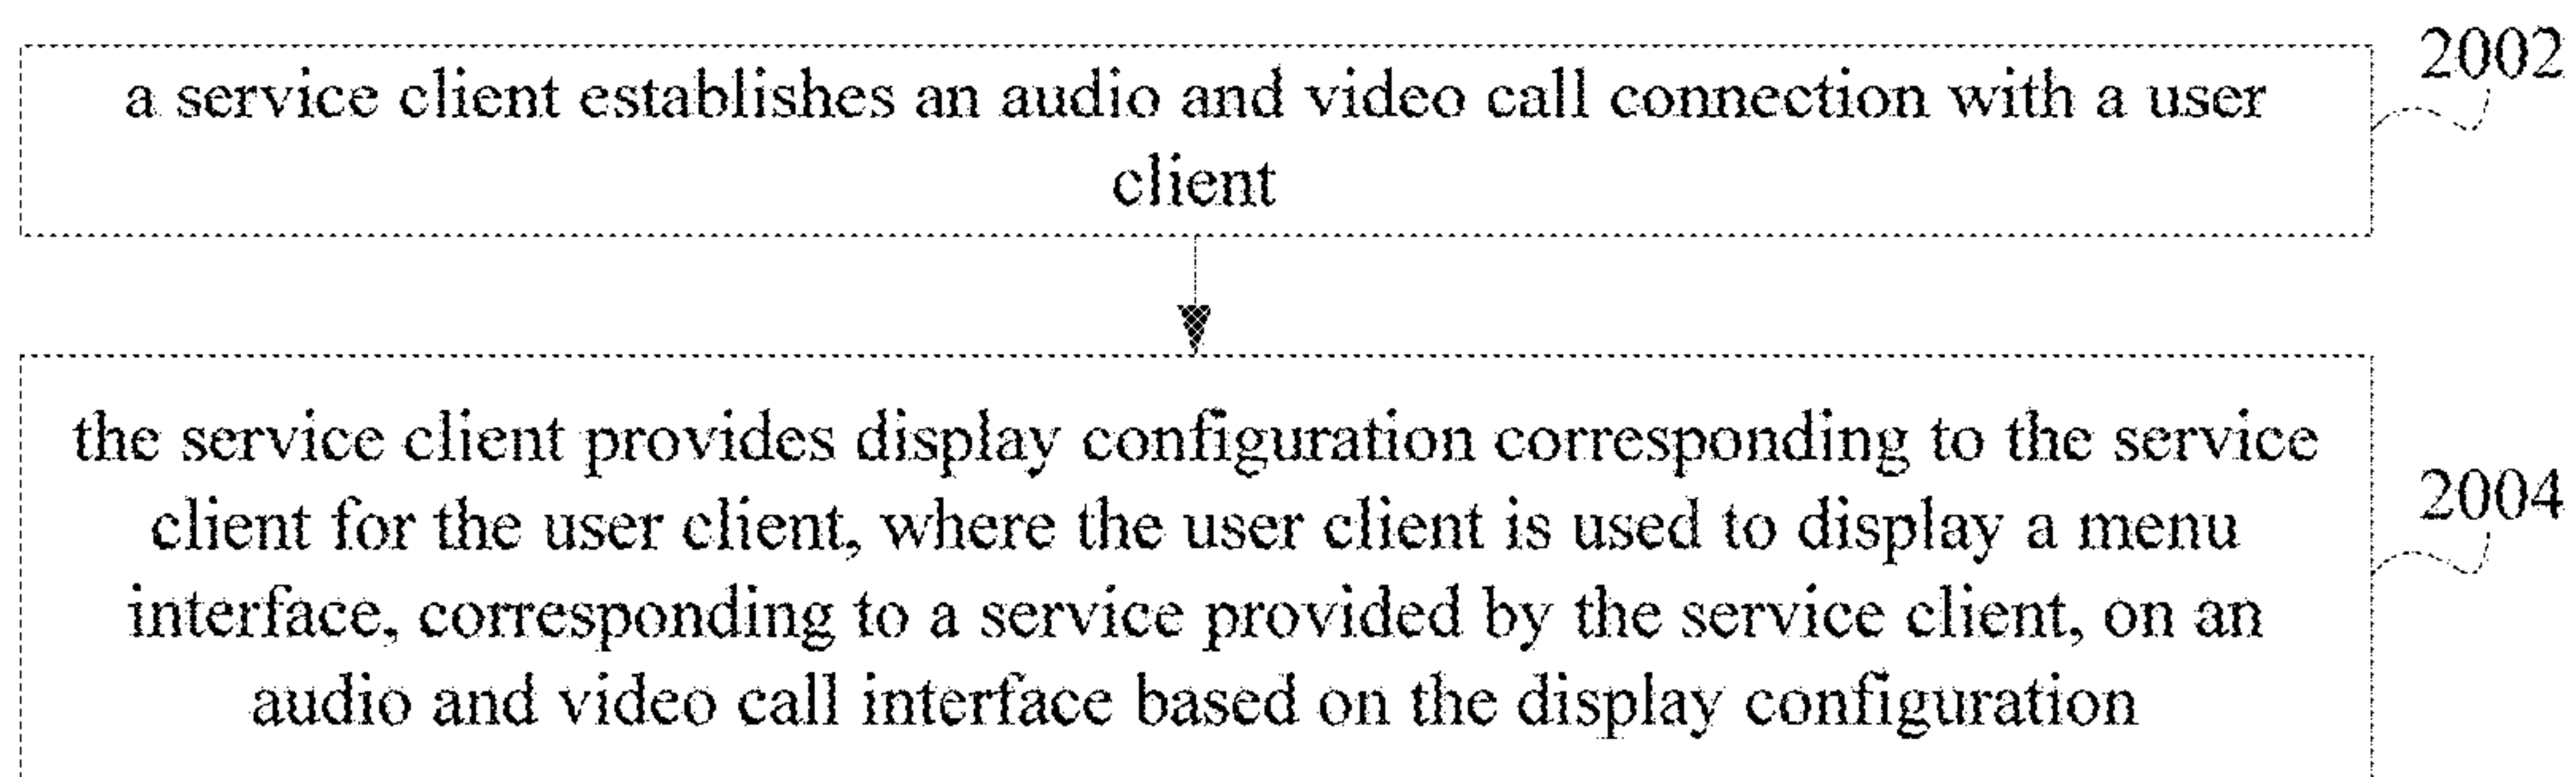 2002
a service client establishes an audio and video call connection with a user
client
the service client provides display configuration corresponding to the service
client for the user client, where the user client is used to display a menu
2004
interface, corresponding to a service provided by the service client, on an
audio and video call interface based on the display configuration